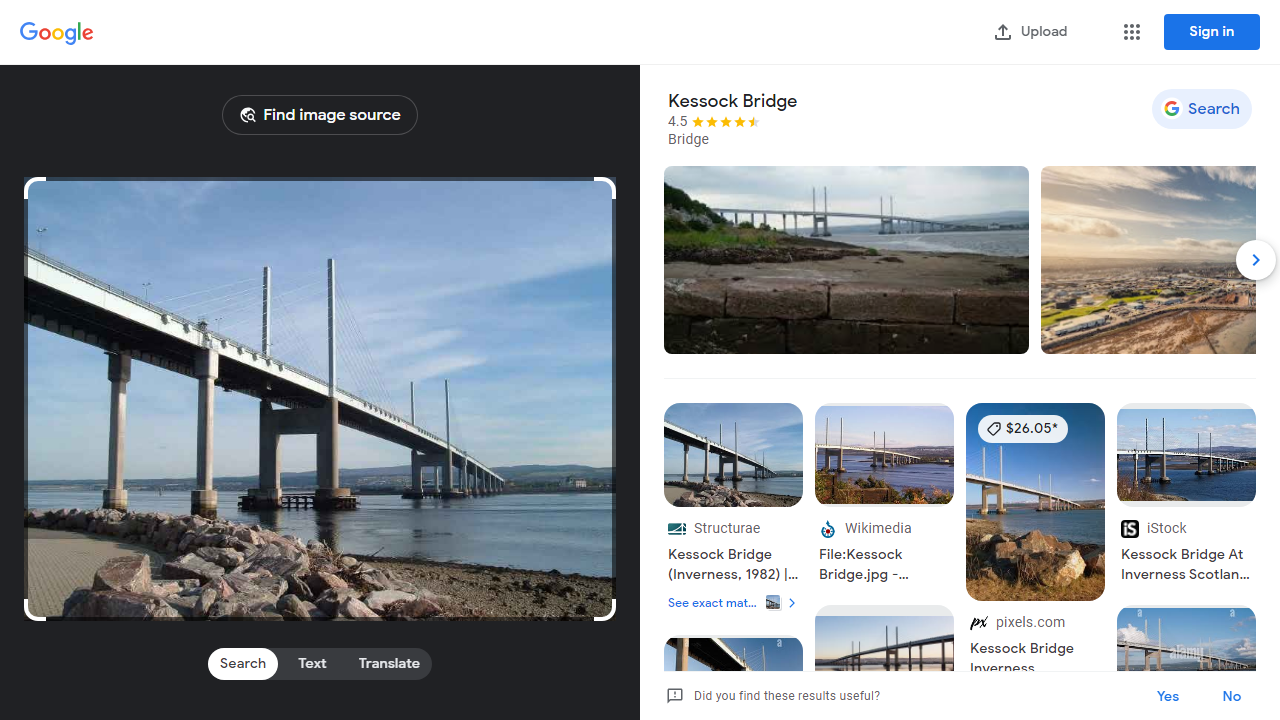 Google
Upload
Sign in
Find image source
Kessock Bridge
4.5
Bridge
Search
$26.05*
Structurae
Kessock Bridge
(Inverness, 1982) |...
See exact mat...
Wikimedia
File:Kessock
Bridge.jpg -...
iStock
Kessock Bridge At
Inverness Scotlan...
px pixels.com
Kessock Bridge
Inverness
a
a
a
alamy
Search
Text
Translate
Did you find these results useful?
Yes
No